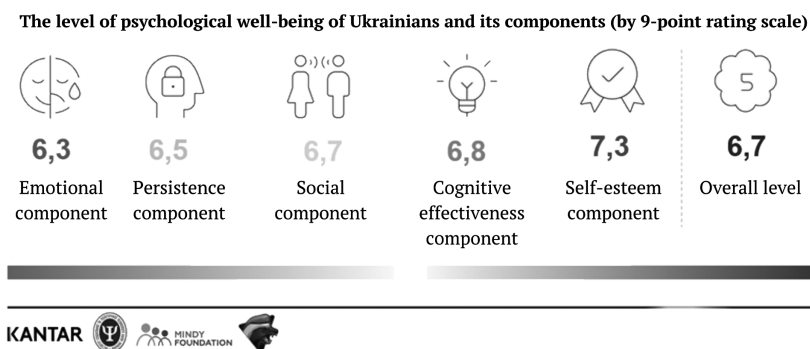 The level of psychological well-being of Ukrainians and its components (by 9-point rating scale)
5
6,3
6,5
6,7
6,8
7,3
6,7
Emotional
component
Persistence
component
Social
component
Cognitive
effectiveness
component
Self-esteem
component
Overall level
KANTAR
Ψ
MINDY
FOUNDATION